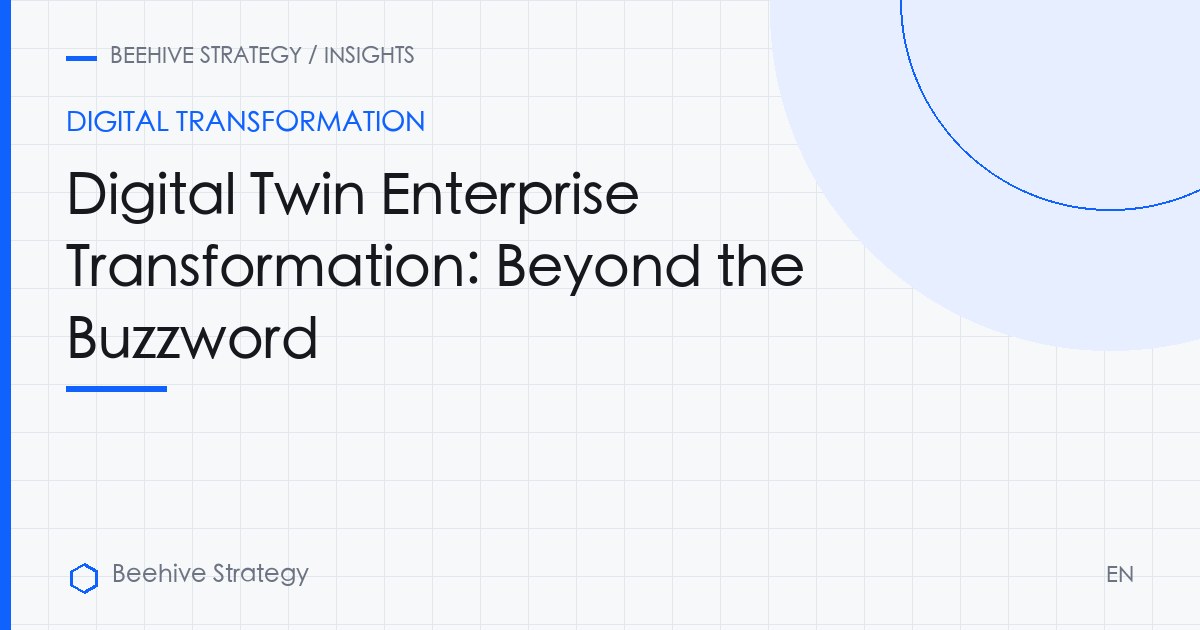 BEEHIVE STRATEGY / INSIGHTS
DIGITAL TRANSFORMATION
Digital Twin Enterprise
Transformation: Beyond the
Buzzword
Beehive Strategy
EN